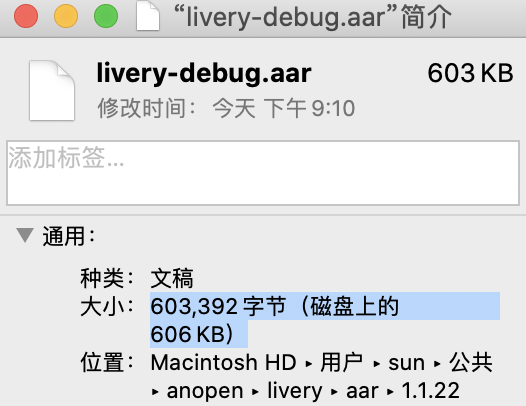 “livery-debug.aar”简介
livery-debug.aar 603 KB
修改时间：今天 下午9:10
添加标签...
通用：
种类：文稿
大小：603,392 字节（磁盘上的
606 KB）
位置：Macintosh HD ▸ 用户 ▸ sun ▸ 公共
▸ anopen ▸ livery ▸ aar ▸ 1.1.22